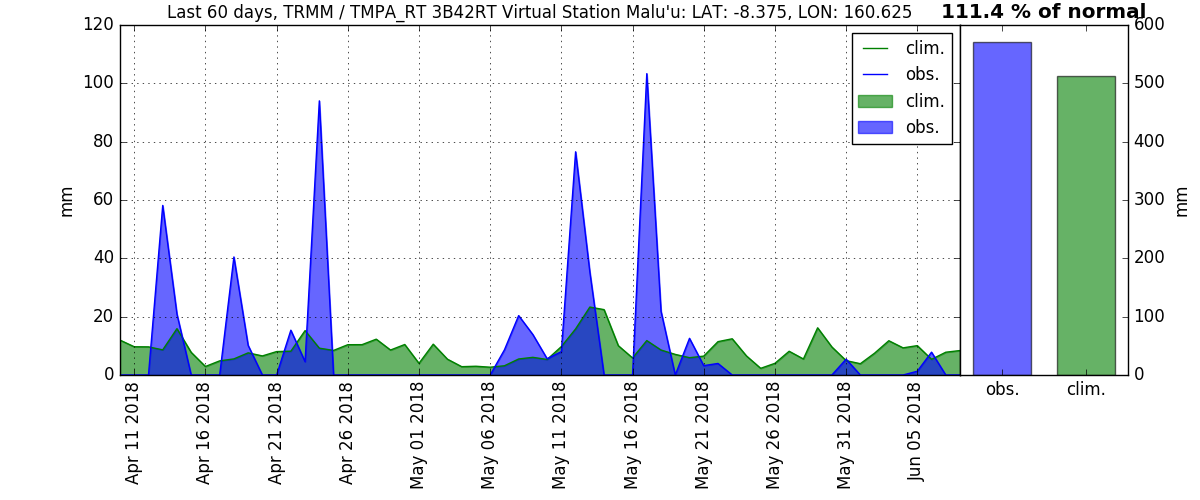 Last 60 days, TRMM / TMPA_RT 3B42RT Virtual Station Malu'u: LAT: -8.375, LON: 160.625
111.4 % of normal
120
100
80
60
40
20
0
mm
clim.
obs.
clim.
obs.
600
500
400
300
200
100
0
mm
Apr 11 2018
Apr 16 2018
Apr 21 2018
Apr 26 2018
May 01 2018
May 06 2018
May 11 2018
May 16 2018
May 21 2018
May 26 2018
May 31 2018
Jun 05 2018
obs.
clim.